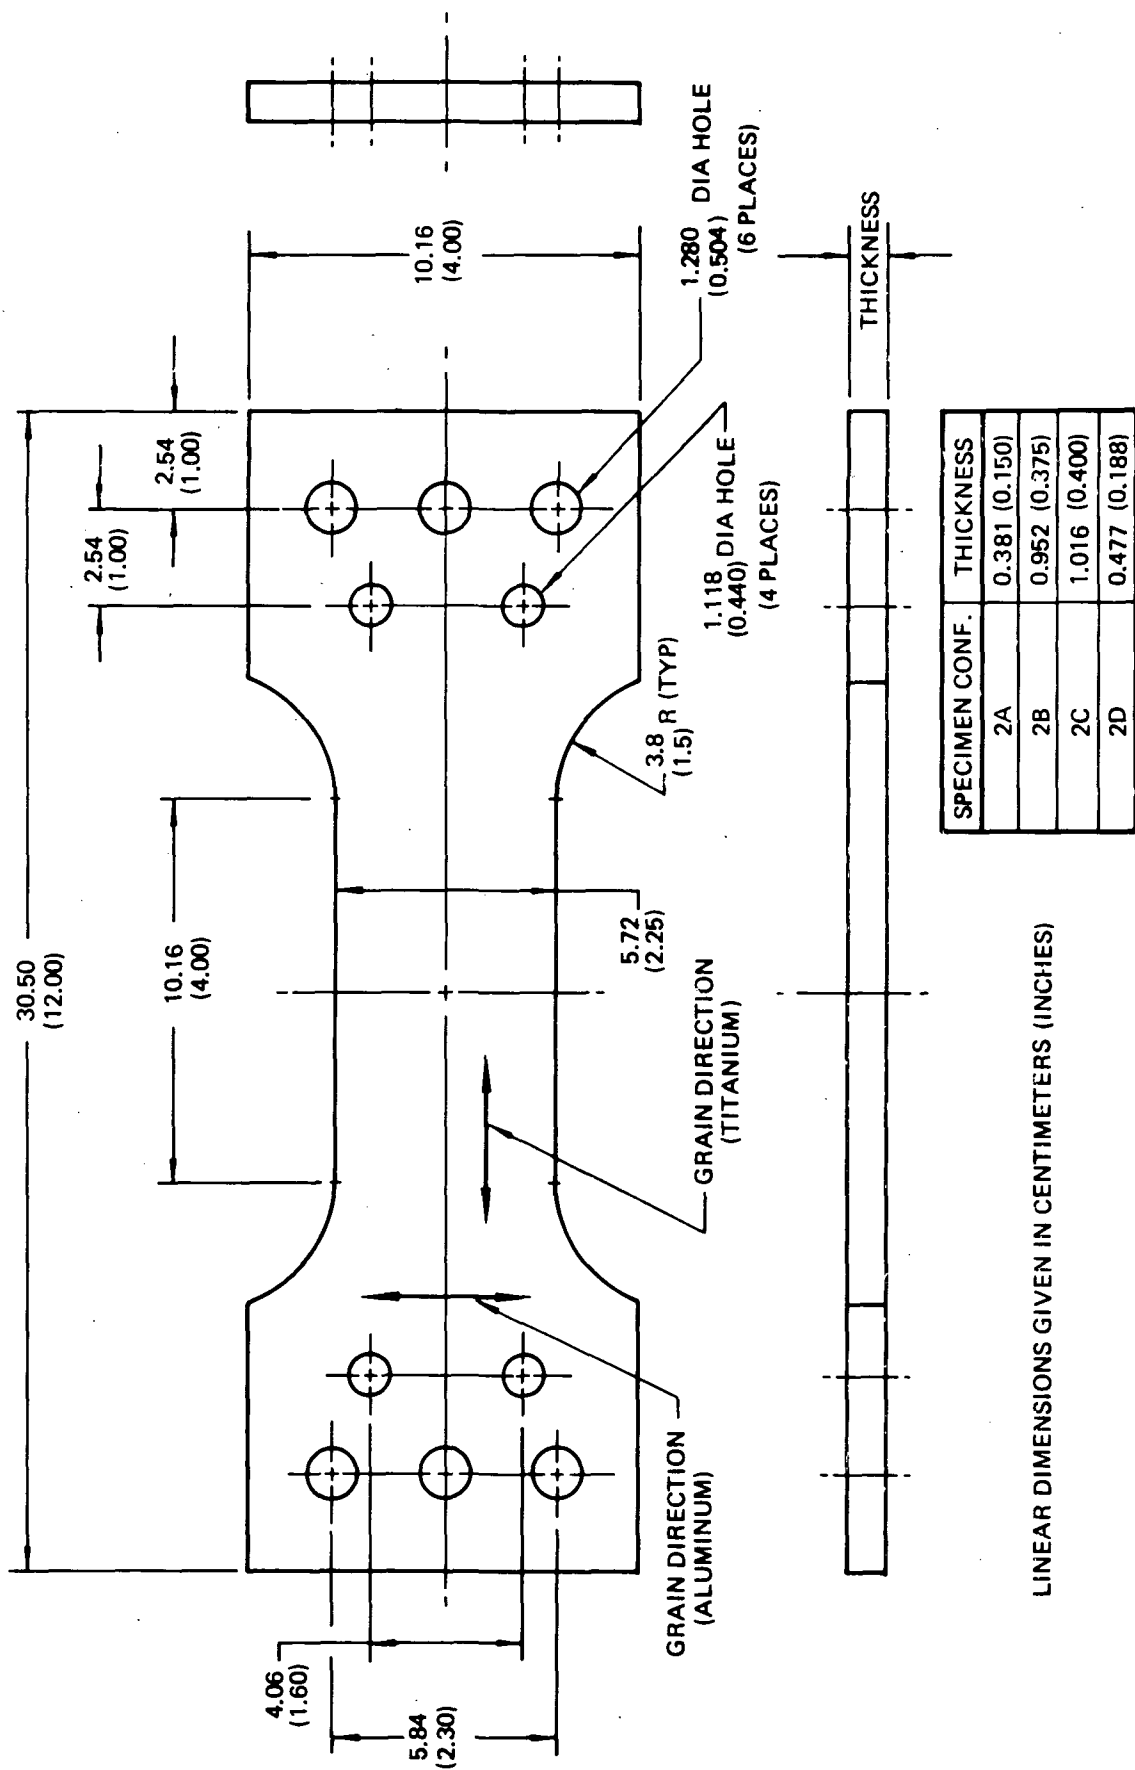 30.50
(12.00)
2.54
(1.00)
2.54
(1.00)
10.16
(4.00)
10.16
(4.00)
4.06
(1.60)
5.84
(2.30)
5.72
(2.25)
3.8 R (TYP)
(1.5)
1.280 DIA HOLE
(0.504)
(6 PLACES)
1.118 DIA HOLE
(0.440)
(4 PLACES)
GRAIN DIRECTION
(TITANIUM)
GRAIN DIRECTION
(ALUMINUM)
THICKNESS
SPECIMEN CONF. THICKNESS
2A 0.381 (0.150)
2B 0.952 (0.375)
2C 1.016 (0.400)
2D 0.477 (0.188)
LINEAR DIMENSIONS GIVEN IN CENTIMETERS (INCHES)